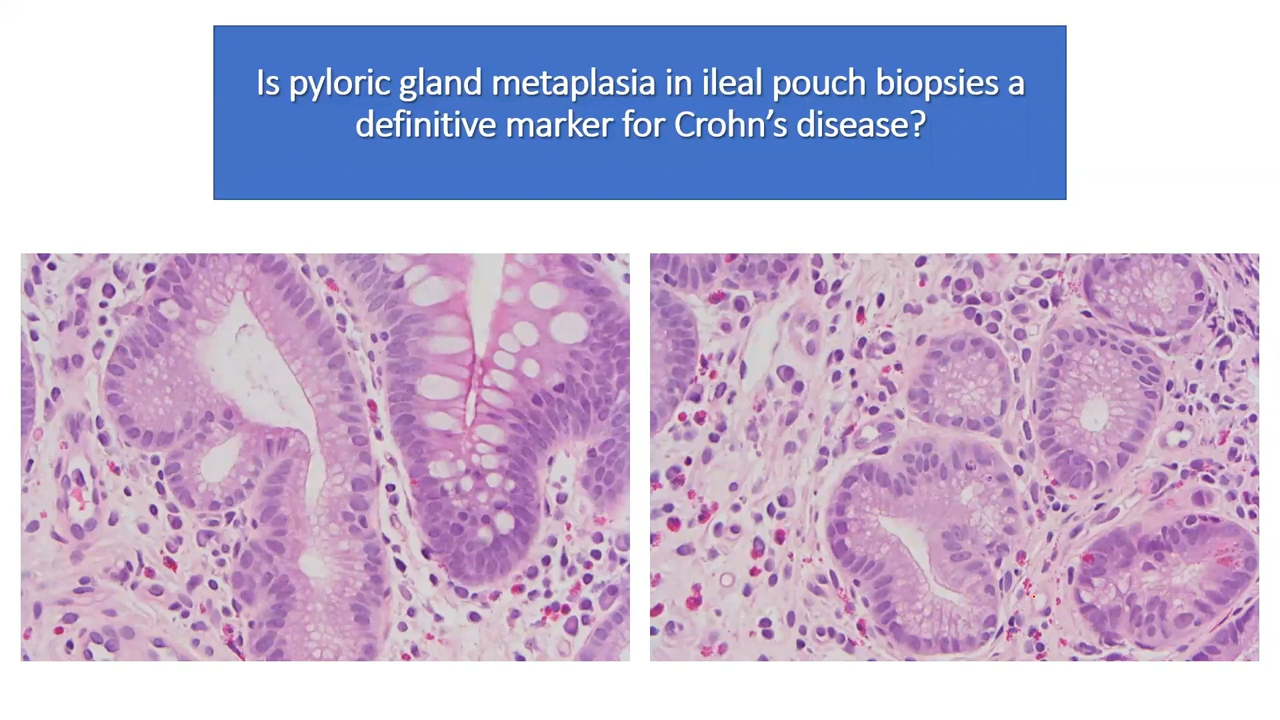 Is pyloric gland metaplasia in ileal pouch biopsies a
definitive marker for Crohn’s disease?